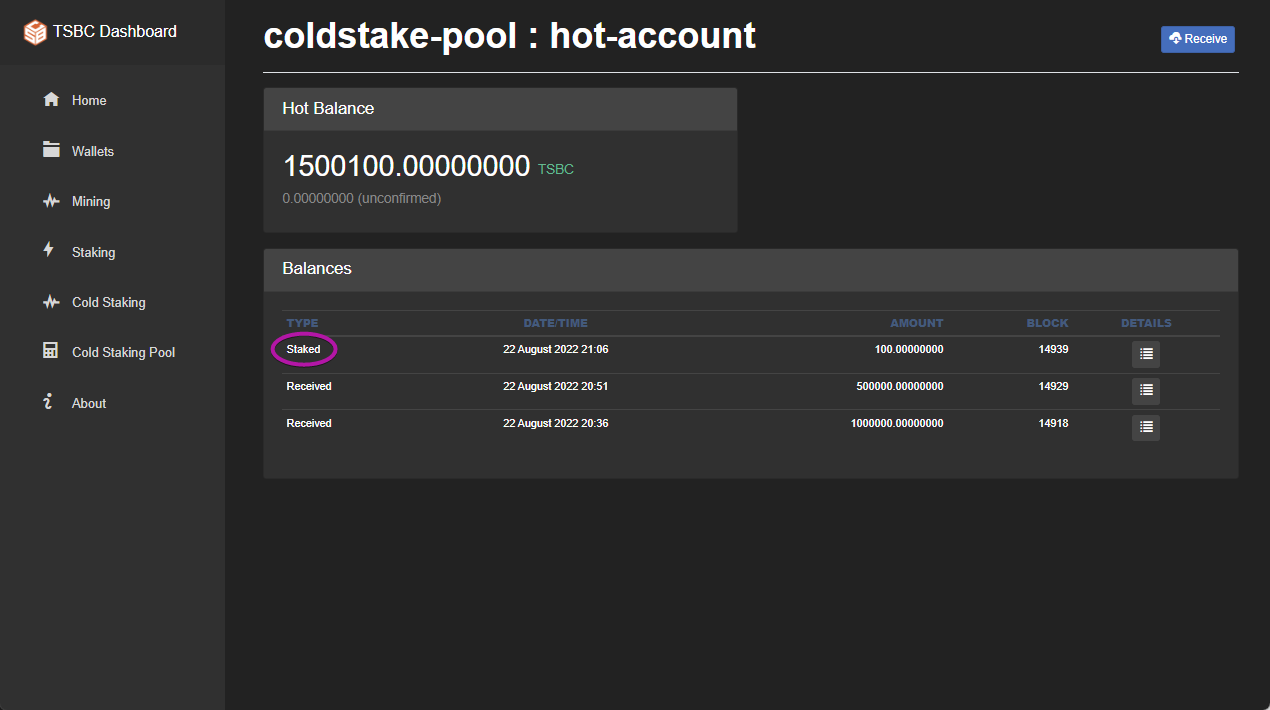 TSBC Dashboard
Home
Wallets
Mining
Staking
Cold Staking
Cold Staking Pool
About
coldstake-pool : hot-account
Receive
Hot Balance
1500100.00000000 TSBC
0.00000000 (unconfirmed)
Balances
TYPE DATE/TIME AMOUNT BLOCK DETAILS
Staked 22 August 2022 21:06 100.00000000 14939
Received 22 August 2022 20:51 500000.00000000 14929
Received 22 August 2022 20:36 1000000.00000000 14918